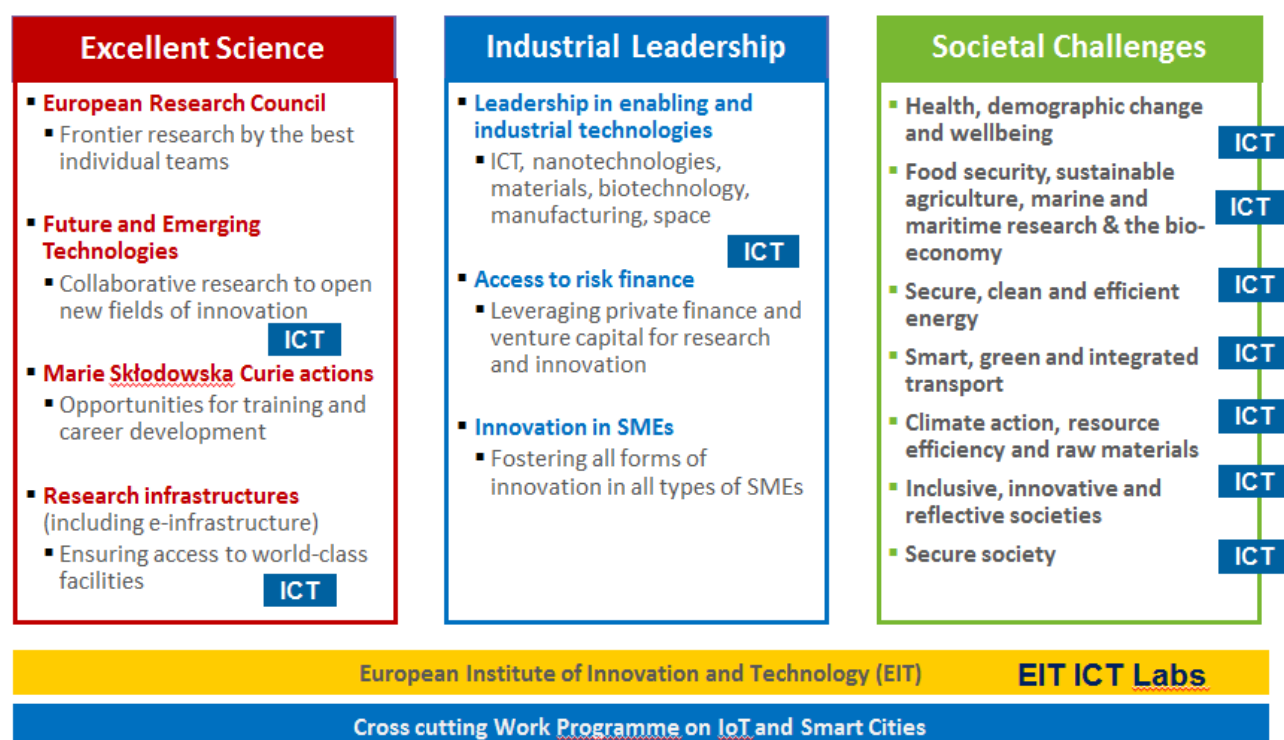 Excellent Science
▪ European Research Council
▪ Frontier research by the best
individual teams
▪ Future and Emerging
Technologies
▪ Collaborative research to open
new fields of innovation
ICT
▪ Marie Skłodowska Curie actions
▪ Opportunities for training and
career development
▪ Research infrastructures
(including e-infrastructure)
▪ Ensuring access to world-class
facilities
ICT
Industrial Leadership
▪ Leadership in enabling and
industrial technologies
▪ ICT, nanotechnologies,
materials, biotechnology,
manufacturing, space
ICT
▪ Access to risk finance
▪ Leveraging private finance and
venture capital for research
and innovation
▪ Innovation in SMEs
▪ Fostering all forms of
innovation in all types of SMEs
Societal Challenges
▪ Health, demographic change
and wellbeing
ICT
▪ Food security, sustainable
agriculture, marine and
maritime research & the bio-
economy
ICT
▪ Secure, clean and efficient
energy
ICT
▪ Smart, green and integrated
transport
ICT
▪ Climate action, resource
efficiency and raw materials
ICT
▪ Inclusive, innovative and
reflective societies
ICT
▪ Secure society
ICT
European Institute of Innovation and Technology (EIT)
EIT ICT Labs
Cross cutting Work Programme on IoT and Smart Cities